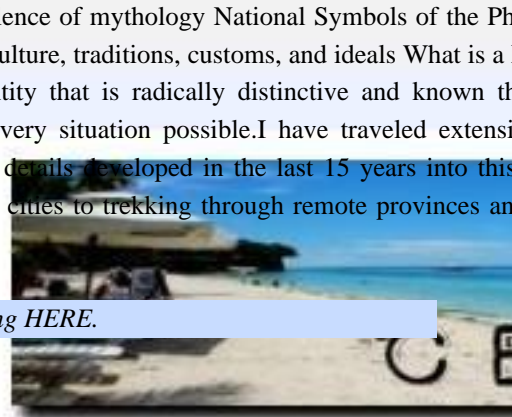 ience of mythology National Symbols of the Ph
ulture, traditions, customs, and ideals What is a
tity that is radically distinctive and known th
very situation possible.I have traveled extensi
details developed in the last 15 years into this
cities to trekking through remote provinces an
ng HERE.